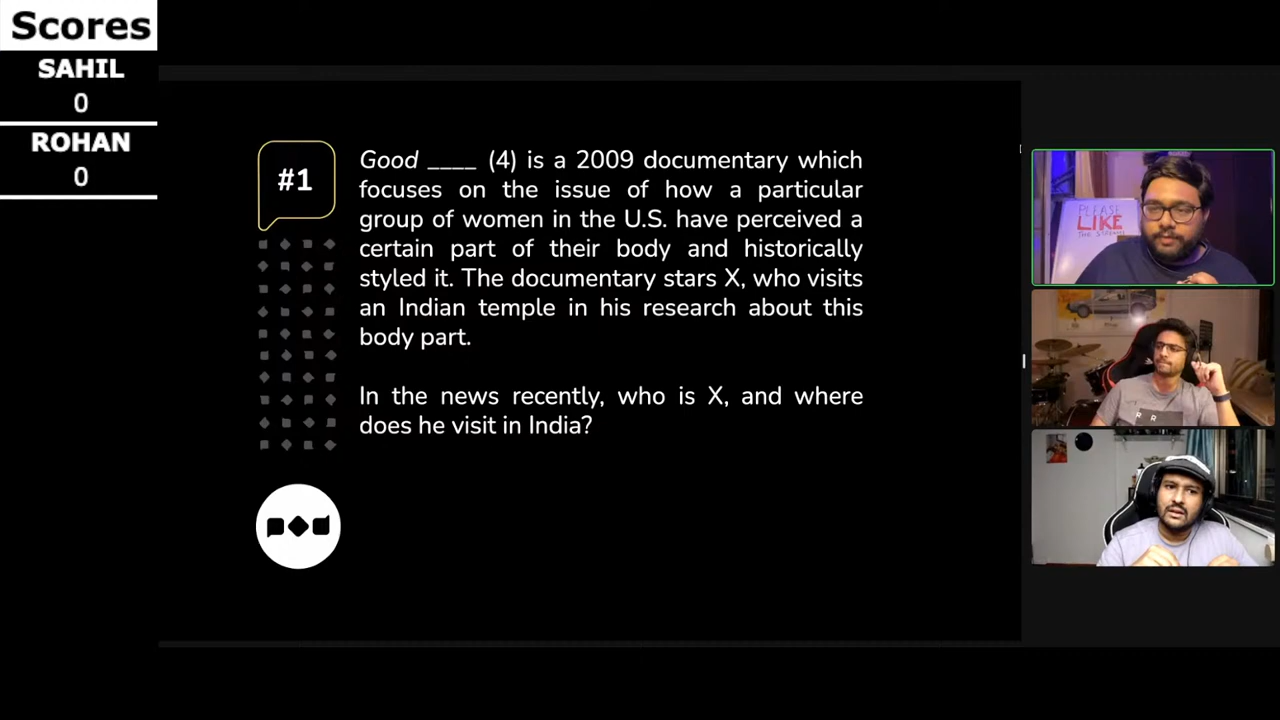 Scores
SAHIL
0
ROHAN
0
#1
Good ____ (4) is a 2009 documentary which
focuses on the issue of how a particular
group of women in the U.S. have perceived a
certain part of their body and historically
styled it. The documentary stars X, who visits
an Indian temple in his research about this
body part.
In the news recently, who is X, and where
does he visit in India?
PLEASE
LIKE
THE STREAM
R R